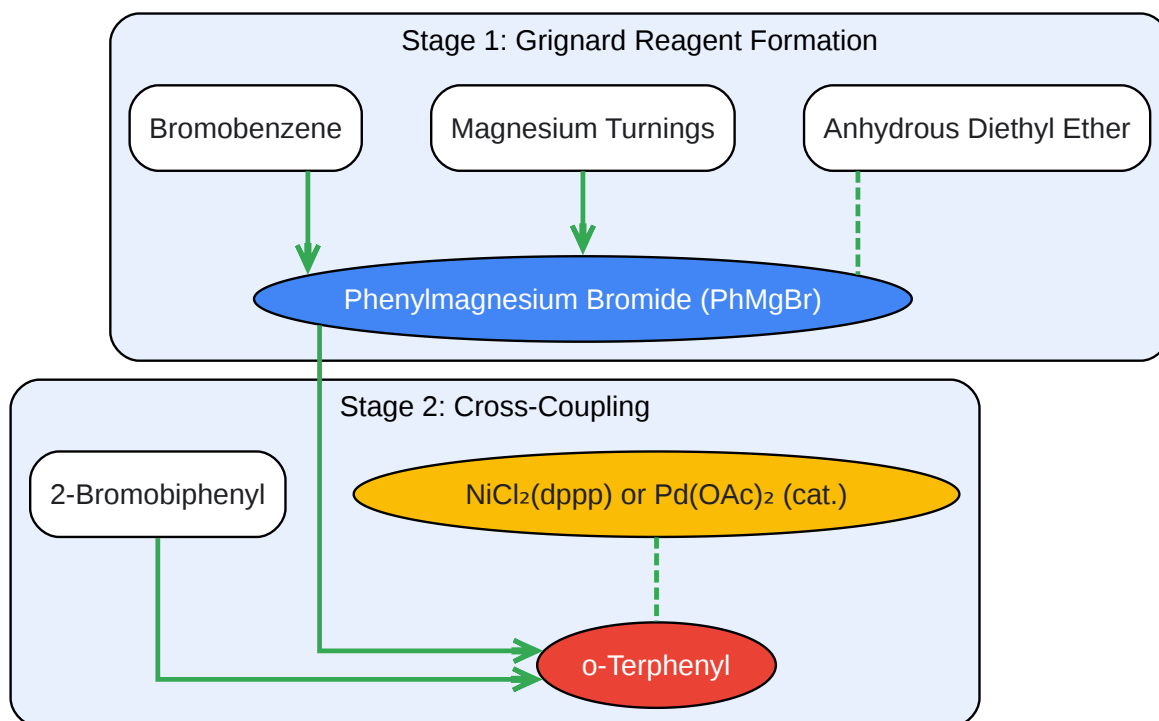 Stage 1: Grignard Reagent Formation
Bromobenzene
Magnesium Turnings
Anhydrous Diethyl Ether
Phenylmagnesium Bromide (PhMgBr)
Stage 2: Cross-Coupling
2-Bromobiphenyl
NiCl₂(dppp) or Pd(OAc)₂ (cat.)
o-Terphenyl